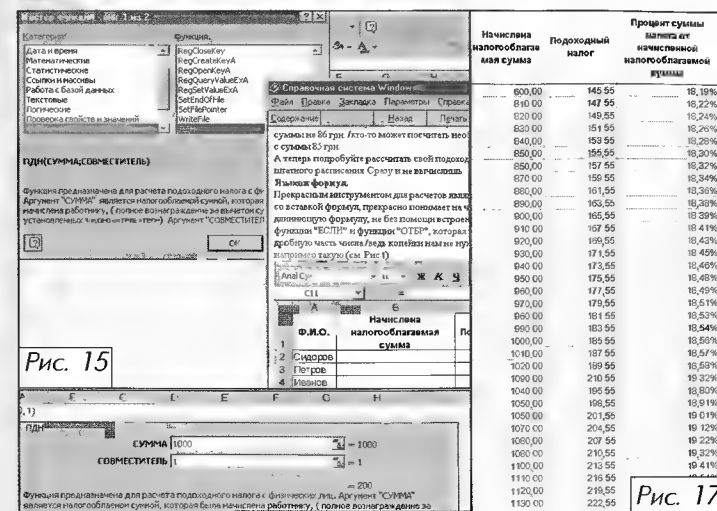 Мастер функций - шаг 1 из 2
Категория:
Функция:
Дата и время
Математические
Статистические
Ссылки и массивы
Работа с базой данных
Текстовые
Логические
Проверка свойств и значений
RegCloseKey
RegCreateKeyA
RegOpenKeyA
RegQueryValueExA
RegSetValueExA
SetEndOfFile
SetFilePointer
WriteFile
ПДН(СУММА;СОВМЕСТИТЕЛЬ)
Функция предназначена для расчета подоходного налога с фи
Аргумент "СУММА" является налогооблагаемой суммой, которая
начислена работнику, ( полное вознаграждение за вычетом су
установленных Аргумент "СОВМЕСТИТЕЛ
ОК
Рис. 15
Справочная система Windows
Файл Правка Закладка Параметры Справка
Содержание Назад Печать
суммы не 86 грн /кто-то может посчитать необ
с суммы 85 грн
А теперь попробуйте рассчитать свой подоход
штатного расписания Сразу и не вычислишь
Языком формул.
Прекрасным инструментом для расчетов явля
со вставкой формул, прекрасно понимает на ч
длиннющую формулу, не без помощи встроен
функции "ЕСЛИ" и функции "ОТБР", которая
дробную часть числа /ведь копейки нам не ну
например такую (см Рис 1)
Arial Cyr 11 Ж К Ч
C11 =
A B
Ф.И.О. Начислена налогооблагаемая сумма По
1
2 Сидоров
3 Петров
4 Иванов
E F G H
,1)
ПДН
СУММА 1000 = 1000
СОВМЕСТИТЕЛЬ 1 = 1
= 200
Функция предназначена для расчета подоходного налога с физических лиц. Аргумент "СУММА"
является налогооблагаемой суммой, которая была начислена работнику, ( полное вознаграждение за
Начислена налогооблагаемая сумма Подоходный налог Процент суммы налога от начисленной налогооблагаемой суммы
600,00 145 55 18,19%
810 00 147 55 18,22%
820 00 149,55 18,24%
830 00 151 55 18,26%
840,00 153 55 18,28%
850,00 155,55 18,30%
850,00 157 55 18,32%
870 00 159 55 18,34%
880,00 161,55 18,36%
890,00 163,55 18,38%
900,00 165,55 18 39%
910 00 167 55 18 41%
920,00 169,55 18,43%
930,00 171,55 18 45%
940 00 173,55 18,46%
950 00 175,55 18,48%
960,00 177,55 18,49%
970,00 179,55 18,51%
980 00 181 55 18,53%
990 00 183 55 18,54%
1000,00 185 55 18,56%
1010,00 187 55 18,57%
1020 00 189 55 18,58%
1090 00 210 55 19 32%
1040 00 195 55 18,80%
1050,00 198,55 18,91%
1050 00 201,55 19 01%
1070 00 204,55 19 12%
1080,00 207 55 19 22%
1080 00 210,55 19,32%
1100,00 213 55 19 41%
1110 00 216 55
1120,00 219,55
1130 00 222,55
Рис. 17